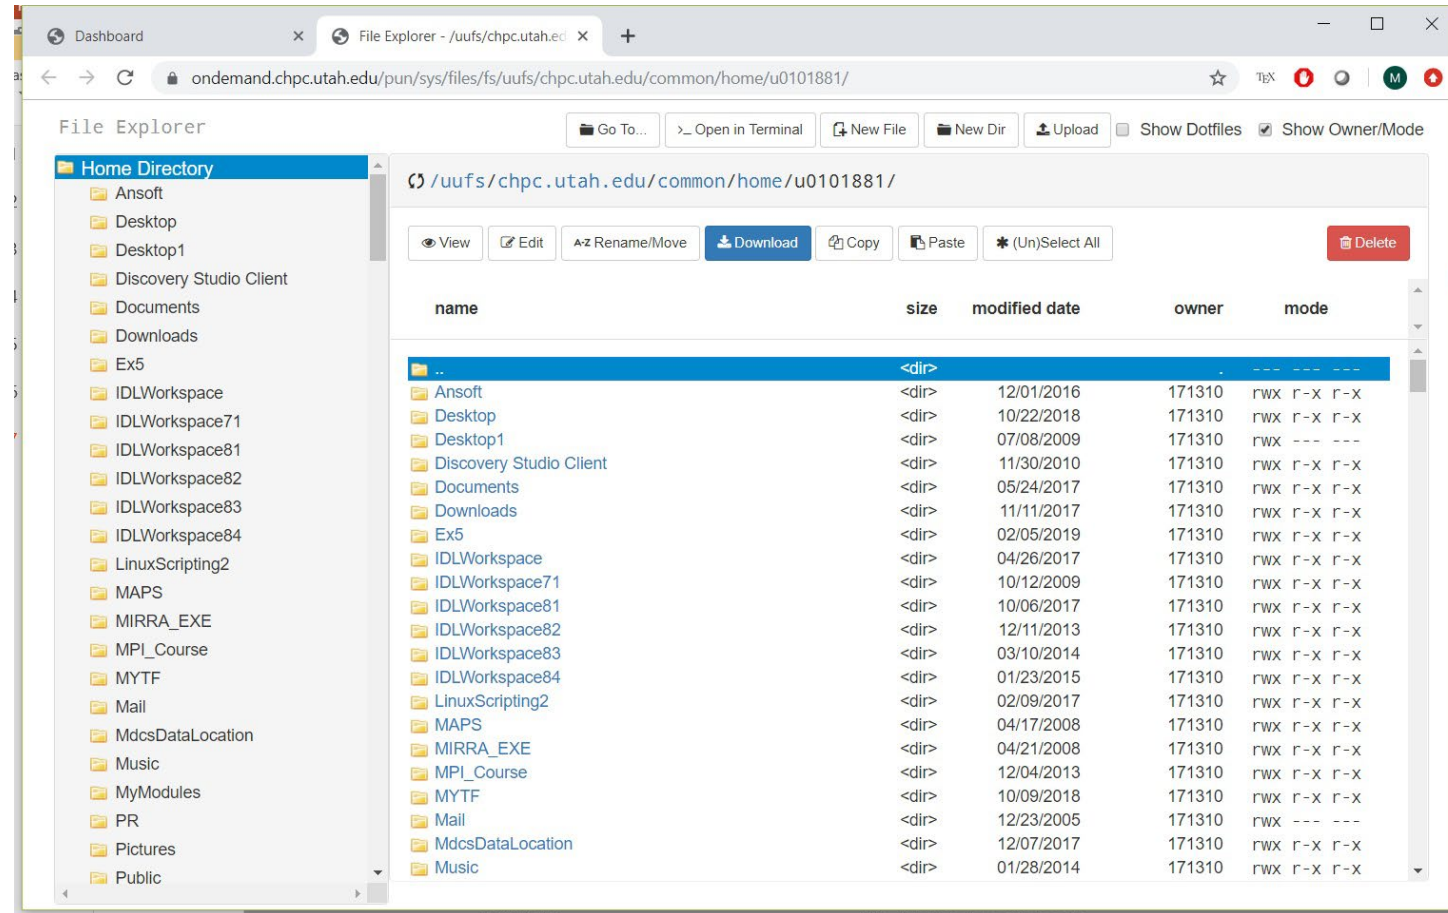 Dashboard
File Explorer - /uufs/chpc.utah.ed
ondemand.chpc.utah.edu/pun/sys/files/fs/uufs/chpc.utah.edu/common/home/u0101881/
TEX
M
File Explorer
Go To...
>_ Open in Terminal
New File
New Dir
Upload
Show Dotfiles
Show Owner/Mode
Home Directory
Ansoft
Desktop
Desktop1
Discovery Studio Client
Documents
Downloads
Ex5
IDLWorkspace
IDLWorkspace71
IDLWorkspace81
IDLWorkspace82
IDLWorkspace83
IDLWorkspace84
LinuxScripting2
MAPS
MIRRA_EXE
MPI_Course
MYTF
Mail
MdcsDataLocation
Music
MyModules
PR
Pictures
Public
/uufs/chpc.utah.edu/common/home/u0101881/
View
Edit
A-Z Rename/Move
Download
Copy
Paste
(Un)Select All
Delete
name size modified date owner mode
.. <dir> . --- --- ---
Ansoft <dir> 12/01/2016 171310 rwx r-x r-x
Desktop <dir> 10/22/2018 171310 rwx r-x r-x
Desktop1 <dir> 07/08/2009 171310 rwx --- ---
Discovery Studio Client <dir> 11/30/2010 171310 rwx r-x r-x
Documents <dir> 05/24/2017 171310 rwx r-x r-x
Downloads <dir> 11/11/2017 171310 rwx r-x r-x
Ex5 <dir> 02/05/2019 171310 rwx r-x r-x
IDLWorkspace <dir> 04/26/2017 171310 rwx r-x r-x
IDLWorkspace71 <dir> 10/12/2009 171310 rwx r-x r-x
IDLWorkspace81 <dir> 10/06/2017 171310 rwx r-x r-x
IDLWorkspace82 <dir> 12/11/2013 171310 rwx r-x r-x
IDLWorkspace83 <dir> 03/10/2014 171310 rwx r-x r-x
IDLWorkspace84 <dir> 01/23/2015 171310 rwx r-x r-x
LinuxScripting2 <dir> 02/09/2017 171310 rwx r-x r-x
MAPS <dir> 04/17/2008 171310 rwx r-x r-x
MIRRA_EXE <dir> 04/21/2008 171310 rwx r-x r-x
MPI_Course <dir> 12/04/2013 171310 rwx r-x r-x
MYTF <dir> 10/09/2018 171310 rwx r-x r-x
Mail <dir> 12/23/2005 171310 rwx --- ---
MdcsDataLocation <dir> 12/07/2017 171310 rwx r-x r-x
Music <dir> 01/28/2014 171310 rwx r-x r-x